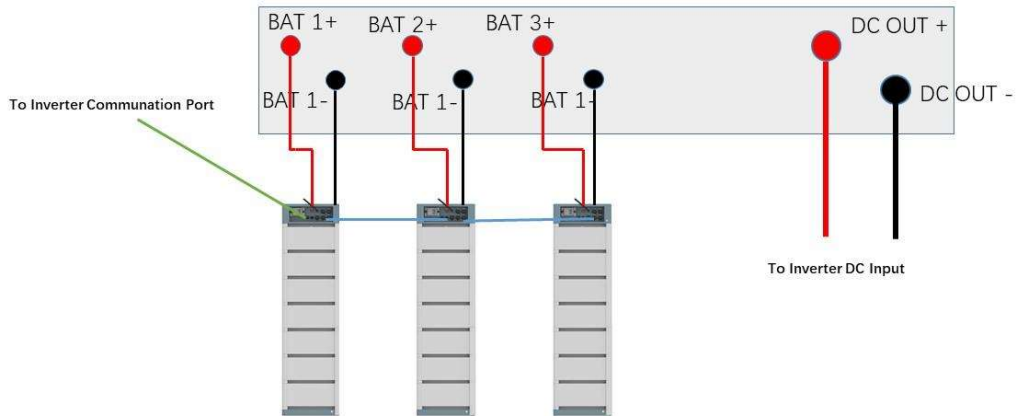 BAT 1+
BAT 2+
BAT 3+
DC OUT +
BAT 1-
BAT 1-
BAT 1-
DC OUT -
To Inverter Communation Port
To Inverter DC Input